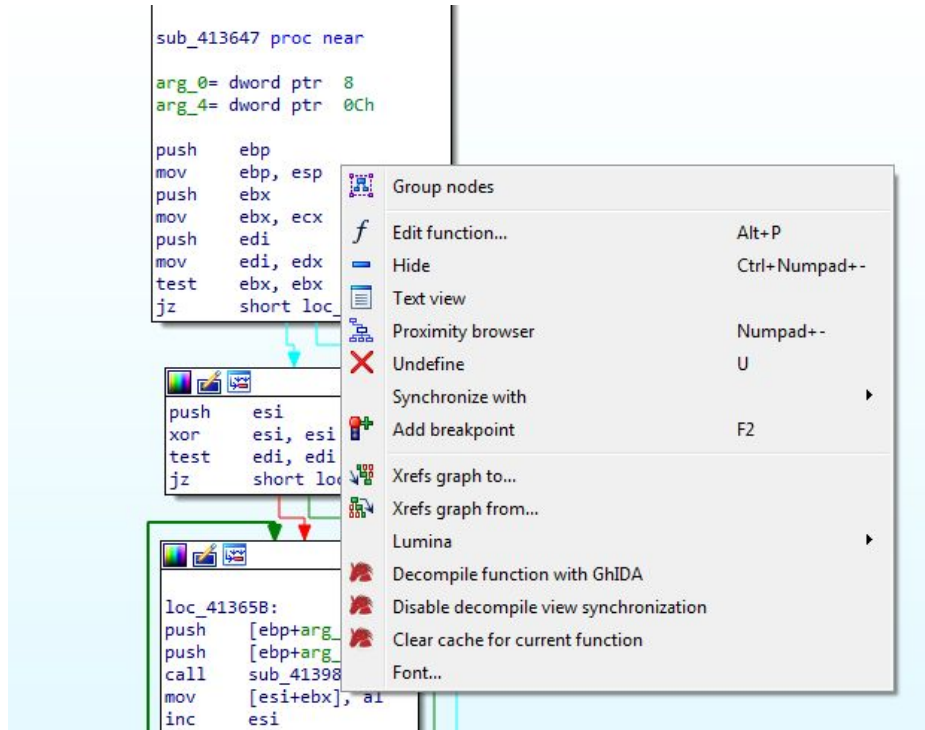 sub_413647 proc near
arg_0= dword ptr 8
arg_4= dword ptr 0Ch
push ebp
mov ebp, esp
push ebx
mov ebx, ecx
push edi
mov edi, edx
test ebx, ebx
jz short loc_
push esi
xor esi, esi
test edi, edi
jz short loc
loc_41365B:
push [ebp+arg_
push [ebp+arg_
call sub_41398
mov [esi+ebx], al
inc esi
Group nodes
Edit function... Alt+P
Hide Ctrl+Numpad+-
Text view
Proximity browser Numpad+-
Undefine U
Synchronize with
Add breakpoint F2
Xrefs graph to...
Xrefs graph from...
Lumina
Decompile function with GhIDA
Disable decompile view synchronization
Clear cache for current function
Font...